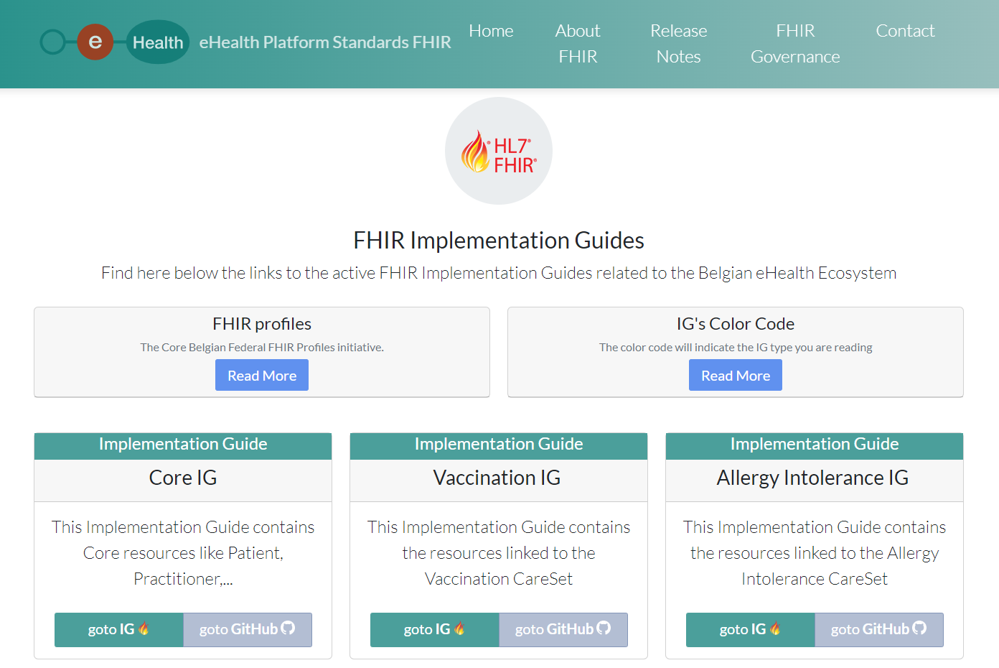 e Health eHealth Platform Standards FHIR
Home
About
FHIR
Release
Notes
FHIR
Governance
Contact
HL7®
FHIR®
FHIR Implementation Guides
Find here below the links to the active FHIR Implementation Guides related to the Belgian eHealth Ecosystem
FHIR profiles
The Core Belgian Federal FHIR Profiles initiative.
Read More
IG's Color Code
The color code will indicate the IG type you are reading
Read More
Implementation Guide
Core IG
This Implementation Guide contains
Core resources like Patient,
Practitioner,...
goto IG
goto GitHub
Implementation Guide
Vaccination IG
This Implementation Guide contains
the resources linked to the
Vaccination CareSet
goto IG
goto GitHub
Implementation Guide
Allergy Intolerance IG
This Implementation Guide contains
the resources linked to the Allergy
Intolerance CareSet
goto IG
goto GitHub